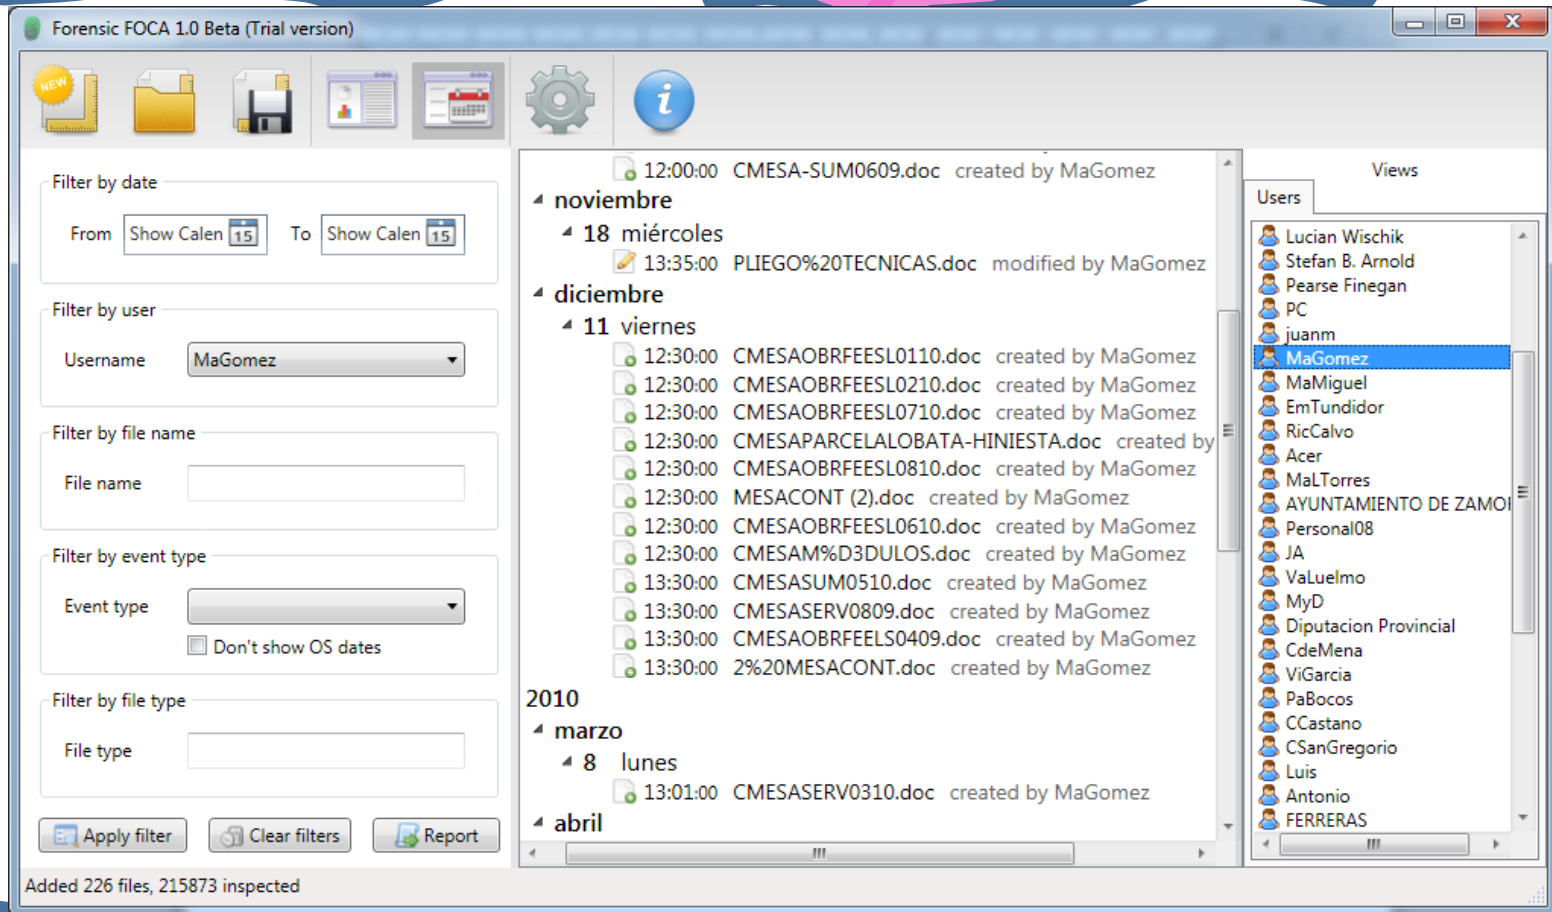 Forensic FOCA 1.0 Beta (Trial version)
NEW
Filter by date
From Show Calen 15 To Show Calen 15
Filter by user
Username MaGomez
Filter by file name
File name
Filter by event type
Event type
Don't show OS dates
Filter by file type
File type
Apply filter Clear filters Report
12:00:00 CMESA-SUM0609.doc created by MaGomez
noviembre
18 miércoles
13:35:00 PLIEGO%20TECNICAS.doc modified by MaGomez
diciembre
11 viernes
12:30:00 CMESAOBRFEESL0110.doc created by MaGomez
12:30:00 CMESAOBRFEESL0210.doc created by MaGomez
12:30:00 CMESAOBRFEESL0710.doc created by MaGomez
12:30:00 CMESAPARCELALOBATA-HINIESTA.doc created by
12:30:00 CMESAOBRFEESL0810.doc created by MaGomez
12:30:00 MESACONT (2).doc created by MaGomez
12:30:00 CMESAOBRFEESL0610.doc created by MaGomez
12:30:00 CMESAM%D3DULOS.doc created by MaGomez
13:30:00 CMESASUM0510.doc created by MaGomez
13:30:00 CMESASERV0809.doc created by MaGomez
13:30:00 CMESAOBRFEELS0409.doc created by MaGomez
13:30:00 2%20MESACONT.doc created by MaGomez
2010
marzo
8 lunes
13:01:00 CMESASERV0310.doc created by MaGomez
abril
Views
Users
Lucian Wischik
Stefan B. Arnold
Pearse Finegan
PC
juanm
MaGomez
MaMiguel
EmTundidor
RicCalvo
Acer
MaLTorres
AYUNTAMIENTO DE ZAMO
Personal08
JA
VaLuelmo
MyD
Diputacion Provincial
CdeMena
ViGarcia
PaBocos
CCastano
CSanGregorio
Luis
Antonio
FERRERAS
Added 226 files, 215873 inspected